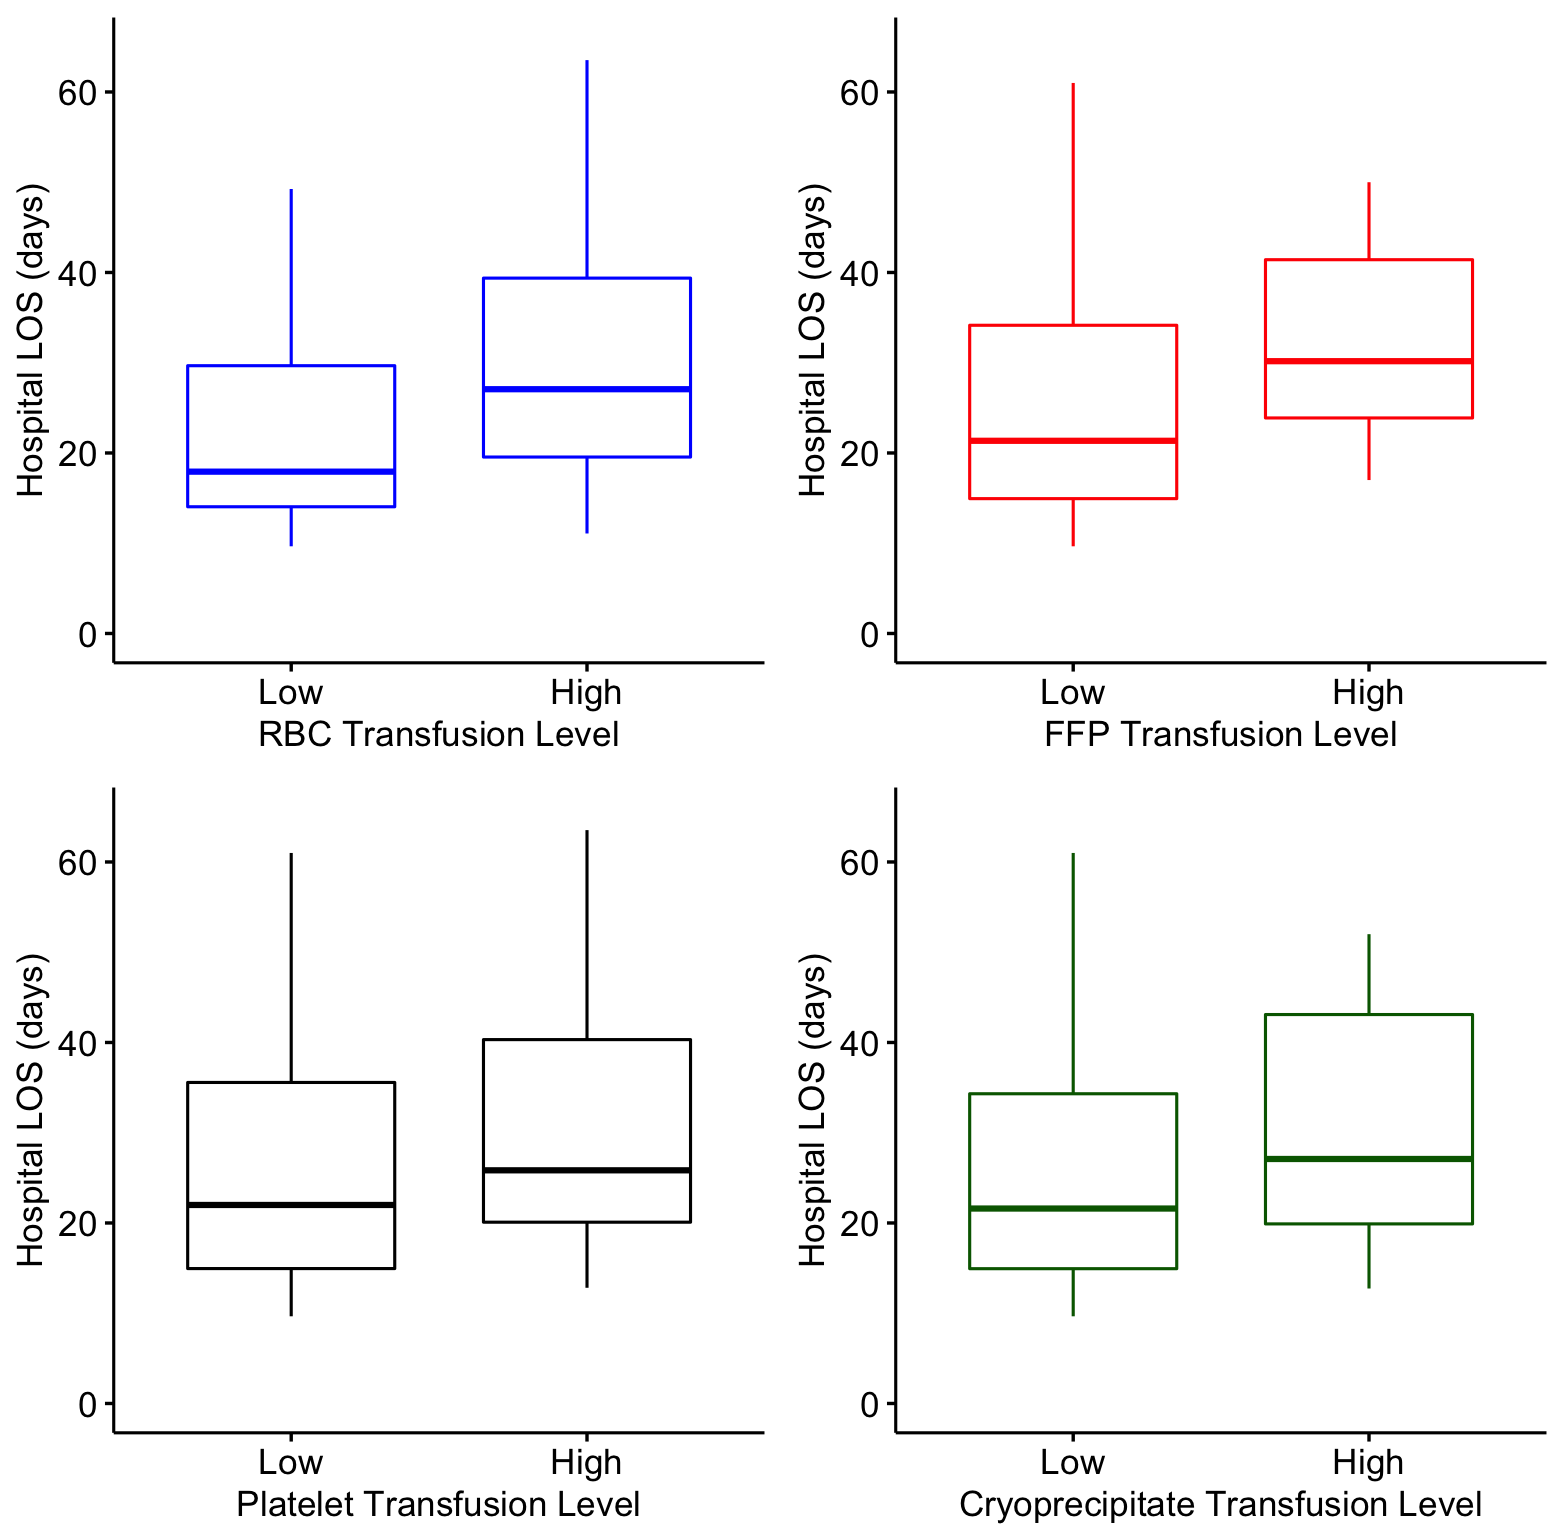 Hospital LOS (days)
60
40
20
0
Low
High
RBC Transfusion Level
Hospital LOS (days)
60
40
20
0
Low
High
FFP Transfusion Level
Hospital LOS (days)
60
40
20
0
Low
High
Platelet Transfusion Level
Hospital LOS (days)
60
40
20
0
Low
High
Cryoprecipitate Transfusion Level